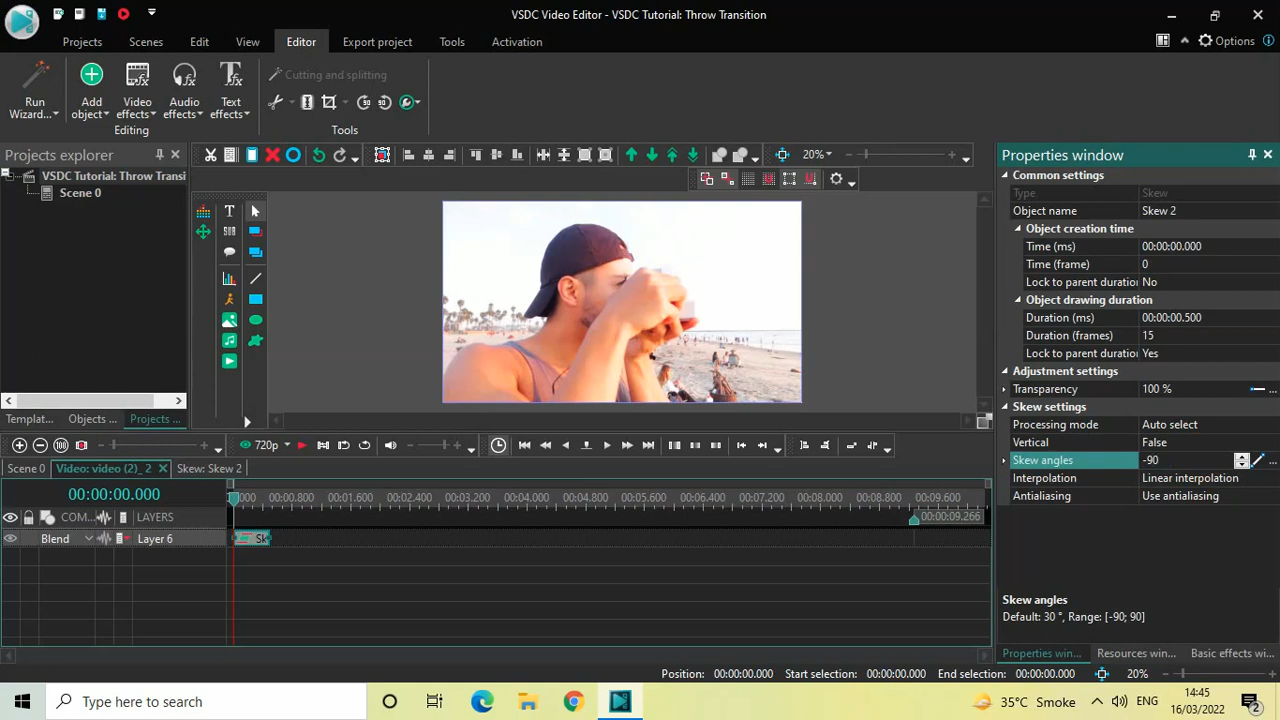 VSDC Video Editor - VSDC Tutorial: Throw Transition
Projects
Scenes
Edit
View
Editor
Export project
Tools
Activation
Options
Run
Wizard...
Add
object
Video
effects
Audio
effects
Text
effects
Editing
Cutting and splitting
Tools
Projects explorer
VSDC Tutorial: Throw Transi
Scene 0
20%
Templat...
Objects ...
Projects ...
720p
Scene 0
Video: video (2)_ 2
Skew: Skew 2
00:00:00.000
000
00:00.800
00:01.600
00:02.400
00:03.200
00:04.000
00:04.800
00:05.600
00:06.400
00:07.200
00:08.000
00:08.800
00:09.600
00:00:09.266
COM...
LAYERS
Blend
Layer 6
Sk
Properties window
Common settings
Type Skew
Object name Skew 2
Object creation time
Time (ms) 00:00:00.000
Time (frame) 0
Lock to parent duratio No
Object drawing duration
Duration (ms) 00:00:00.500
Duration (frames) 15
Lock to parent duratio Yes
Adjustment settings
Transparency 100 % ...
Skew settings
Processing mode Auto select
Vertical False
Skew angles -90 ...
Interpolation Linear interpolation
Antialiasing Use antialiasing
Skew angles
Default: 30 °, Range: [-90; 90]
Properties win...
Resources win...
Basic effects wi...
Position: 00:00:00.000 Start selection: 00:00:00.000 End selection: 00:00:00.000 20%
Type here to search
35°C Smoke
ENG
14:45
16/03/2022
2